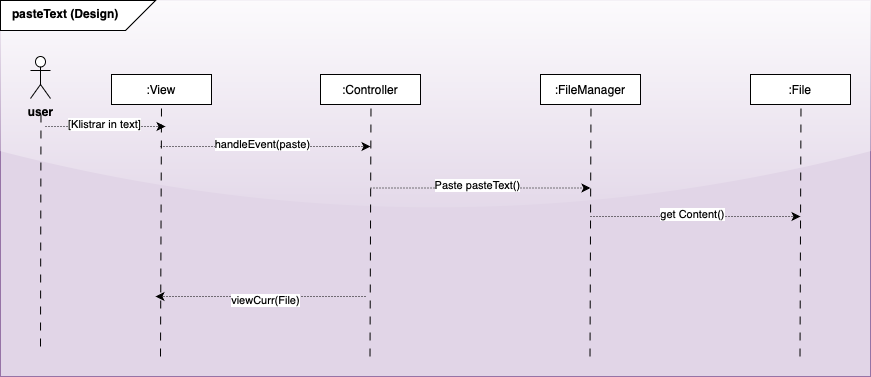 pasteText (Design)
:View
:Controller
:FileManager
:File
user
[Klistrar in text]
handleEvent(paste)
Paste pasteText()
get Content()
viewCurr(File)